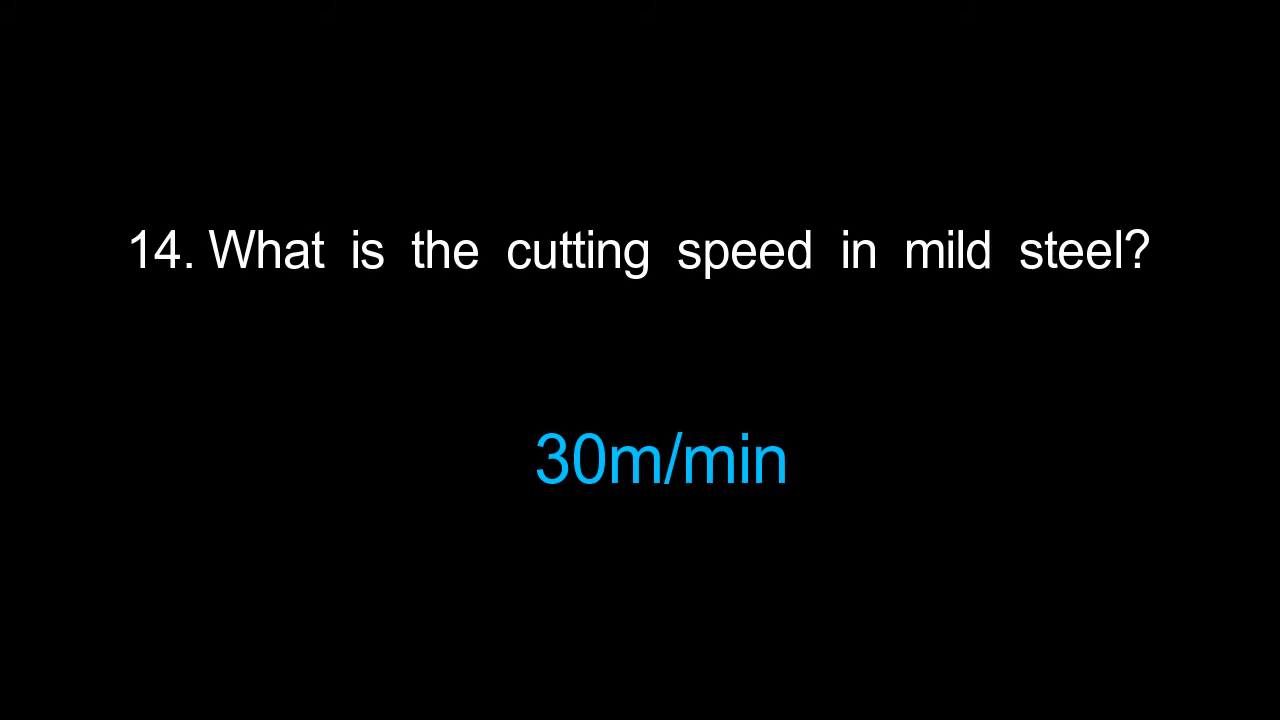 14. What is the cutting speed in mild steel?
30m/min